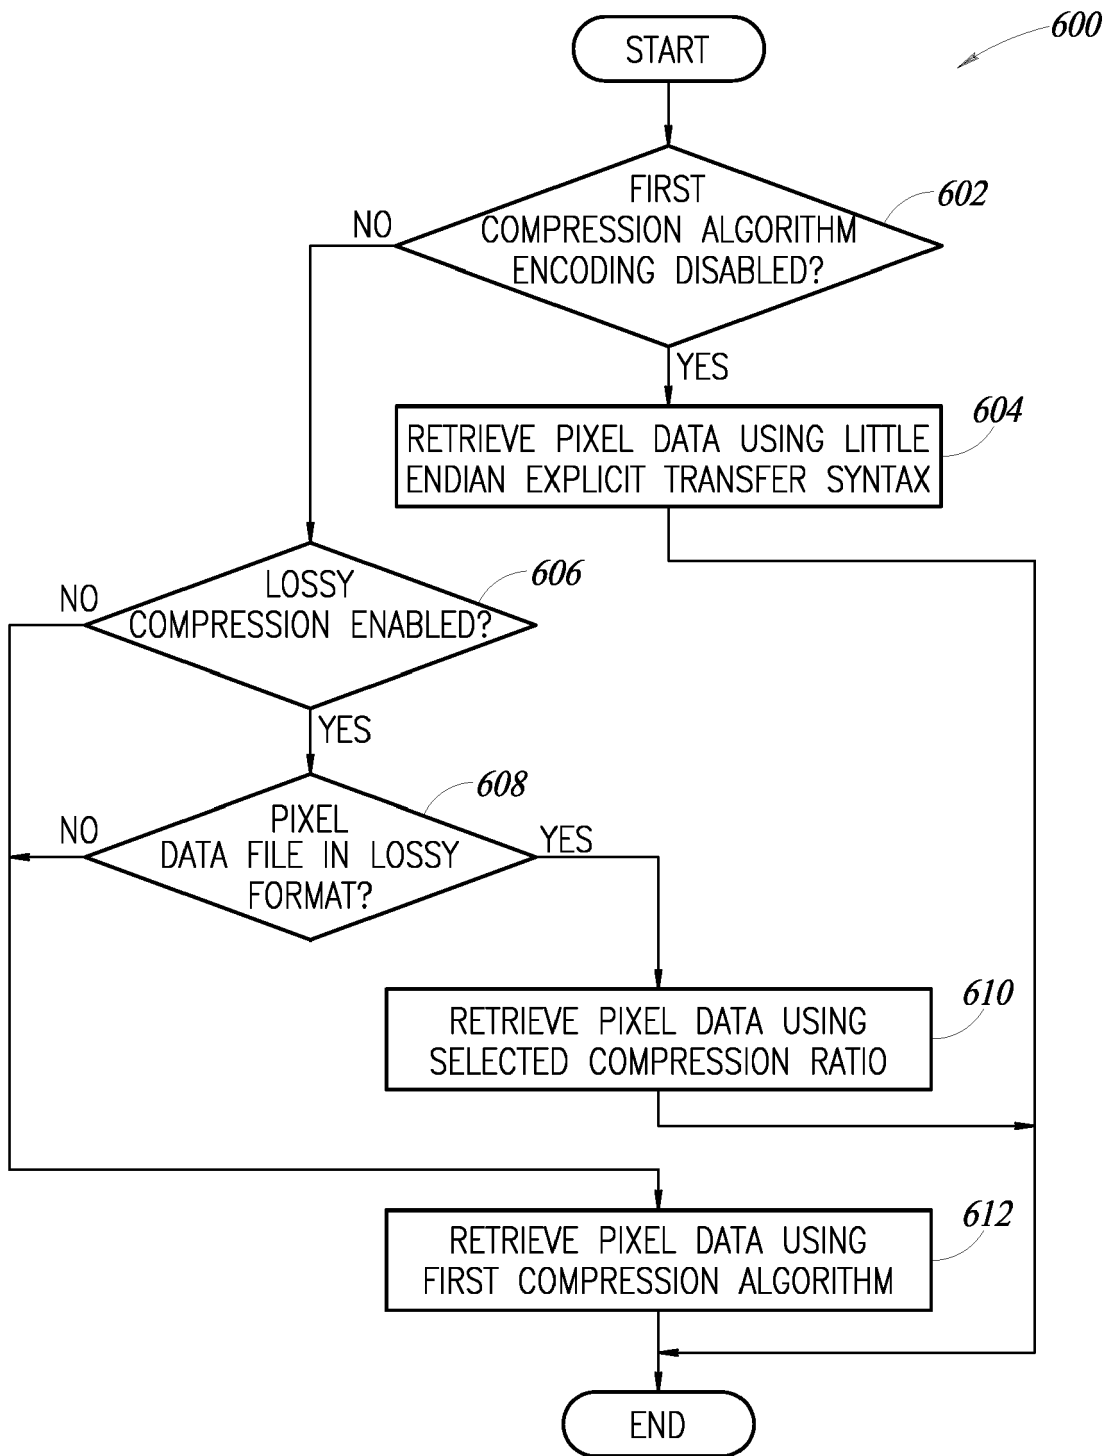 START
600
FIRST
COMPRESSION ALGORITHM
ENCODING DISABLED?
602
NO
YES
RETRIEVE PIXEL DATA USING LITTLE
ENDIAN EXPLICIT TRANSFER SYNTAX
604
LOSSY
COMPRESSION ENABLED?
606
NO
YES
PIXEL
DATA FILE IN LOSSY
FORMAT?
608
NO
YES
RETRIEVE PIXEL DATA USING
SELECTED COMPRESSION RATIO
610
RETRIEVE PIXEL DATA USING
FIRST COMPRESSION ALGORITHM
612
END